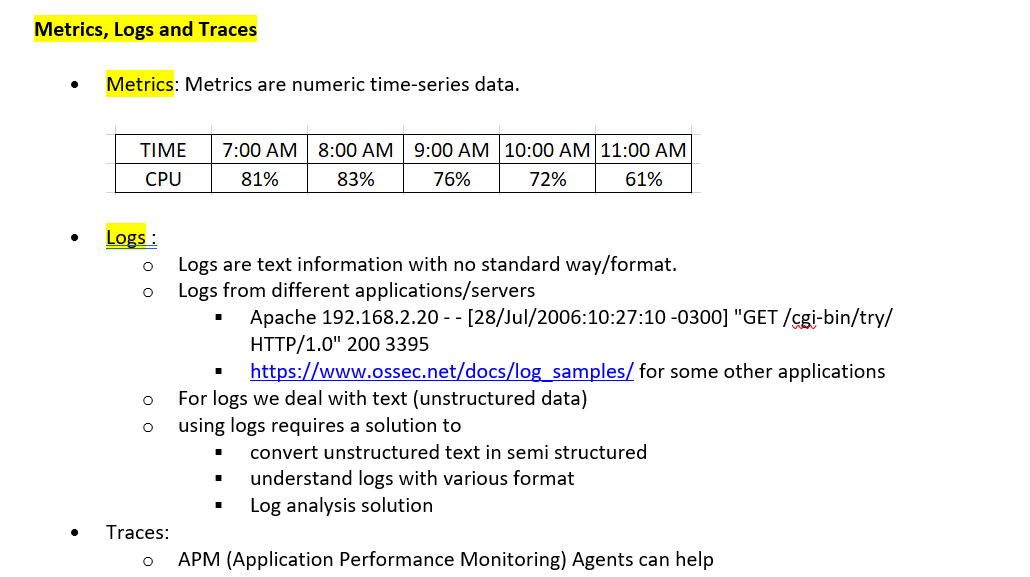 Metrics, Logs and Traces
• Metrics: Metrics are numeric time-series data.
TIME 7:00 AM 8:00 AM 9:00 AM 10:00 AM 11:00 AM
CPU 81% 83% 76% 72% 61%
• Logs :
o Logs are text information with no standard way/format.
o Logs from different applications/servers
▪ Apache 192.168.2.20 - - [28/Jul/2006:10:27:10 -0300] "GET /cgi-bin/try/
HTTP/1.0" 200 3395
▪ https://www.ossec.net/docs/log_samples/ for some other applications
o For logs we deal with text (unstructured data)
o using logs requires a solution to
▪ convert unstructured text in semi structured
▪ understand logs with various format
▪ Log analysis solution
• Traces:
o APM (Application Performance Monitoring) Agents can help